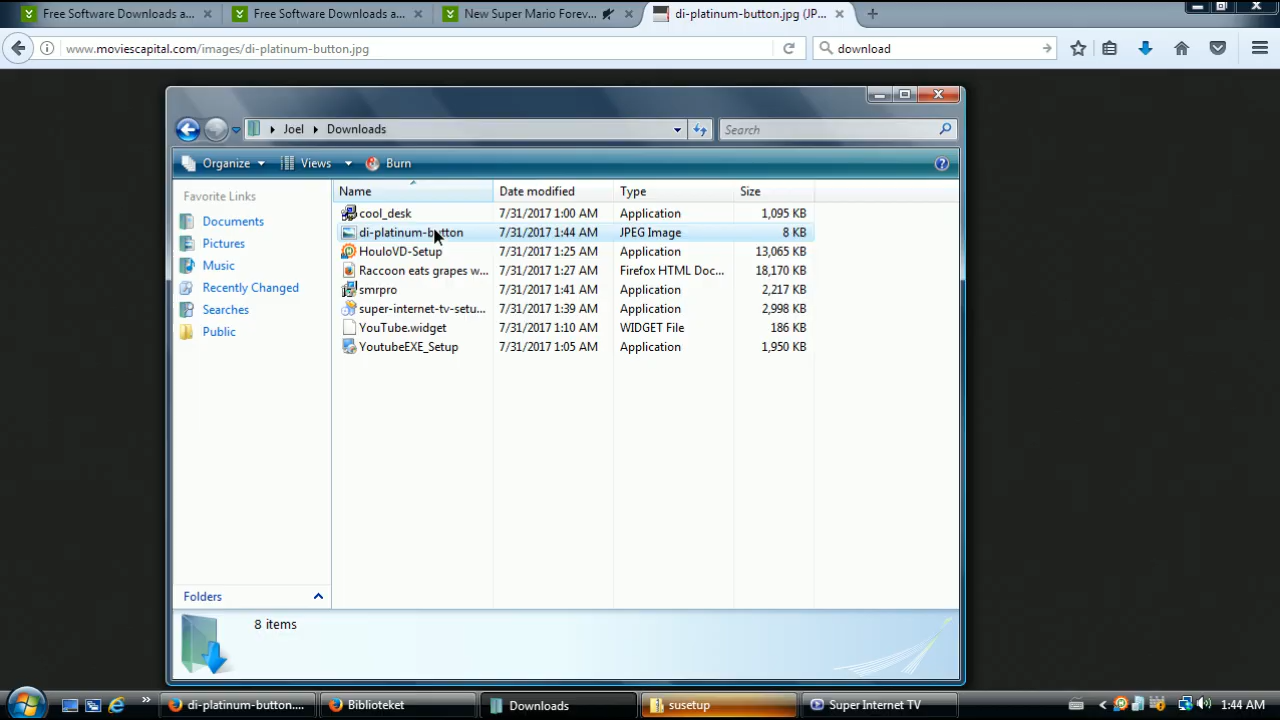 Free Software Downloads a...
Free Software Downloads a...
New Super Mario Forev...
di-platinum-button.jpg (JP...
www.moviescapital.com/images/di-platinum-button.jpg
download
Joel
Downloads
Search
Organize
Views
Burn
Favorite Links
Documents
Pictures
Music
Recently Changed
Searches
Public
Folders
Name Date modified Type Size
cool_desk 7/31/2017 1:00 AM Application 1,095 KB
di-platinum-button 7/31/2017 1:44 AM JPEG Image 8 KB
HouloVD-Setup 7/31/2017 1:25 AM Application 13,065 KB
Raccoon eats grapes w... 7/31/2017 1:27 AM Firefox HTML Doc... 18,170 KB
smrpro 7/31/2017 1:41 AM Application 2,217 KB
super-internet-tv-setu... 7/31/2017 1:39 AM Application 2,998 KB
YouTube.widget 7/31/2017 1:10 AM WIDGET File 186 KB
YoutubeEXE_Setup 7/31/2017 1:05 AM Application 1,950 KB
8 items
di-platinum-button....
Biblioteket
Downloads
susetup
Super Internet TV
1:44 AM